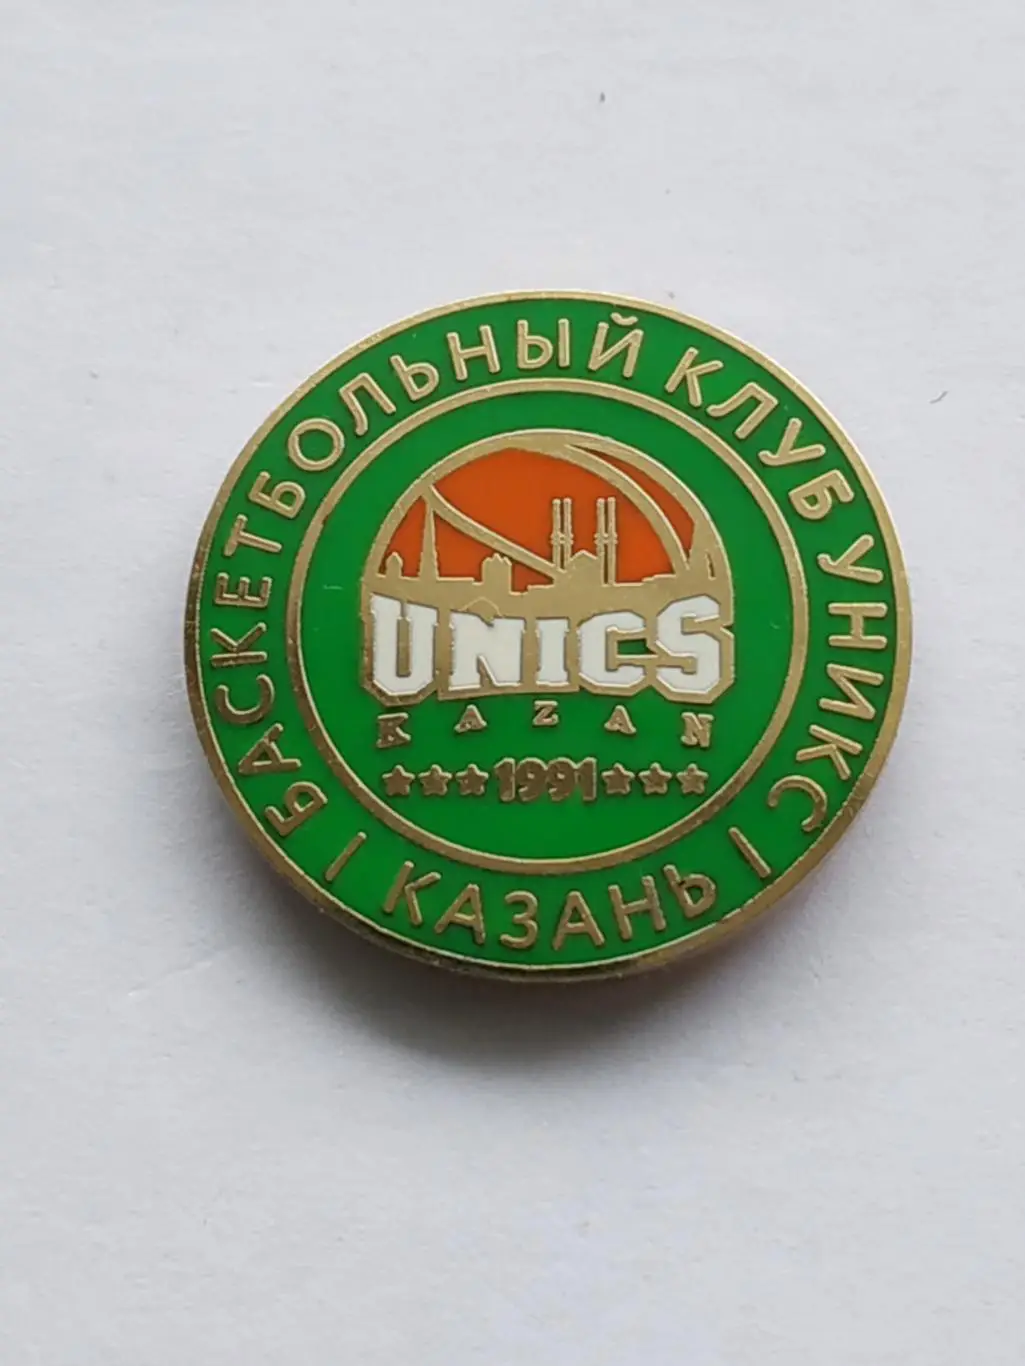 БАСКЕТБОЛЬНЫЙ КЛУБ УНИКС
| КАЗАНЬ |
UNICS
KAZAN
★★★1991★★★